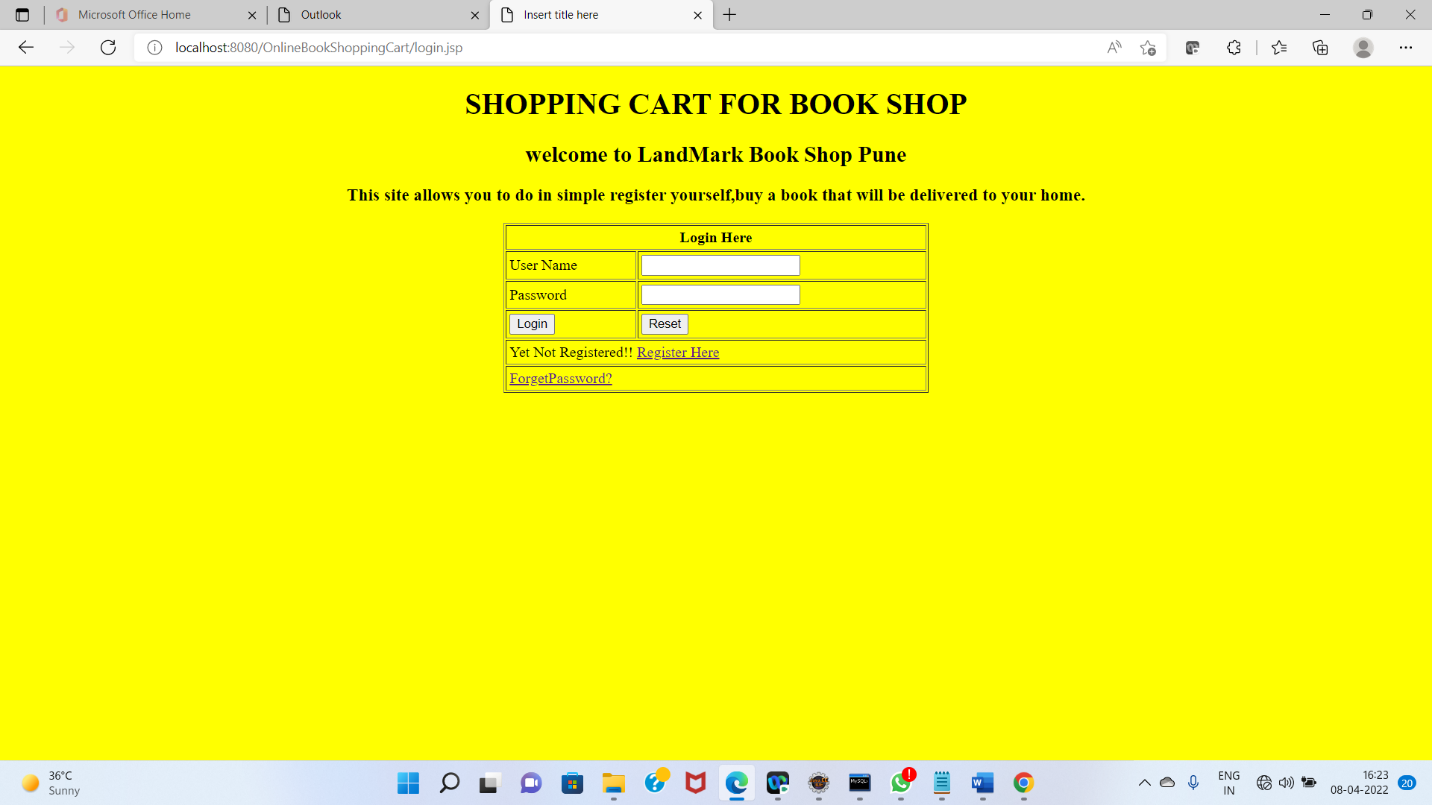 Microsoft Office Home
Outlook
Insert title here
localhost:8080/OnlineBookShoppingCart/login.jsp
SHOPPING CART FOR BOOK SHOP
welcome to LandMark Book Shop Pune
This site allows you to do in simple register yourself,buy a book that will be delivered to your home.
Login Here
User Name
Password
Login Reset
Yet Not Registered!! Register Here
ForgetPassword?
36°C
Sunny
ENG
IN
16:23
08-04-2022
20